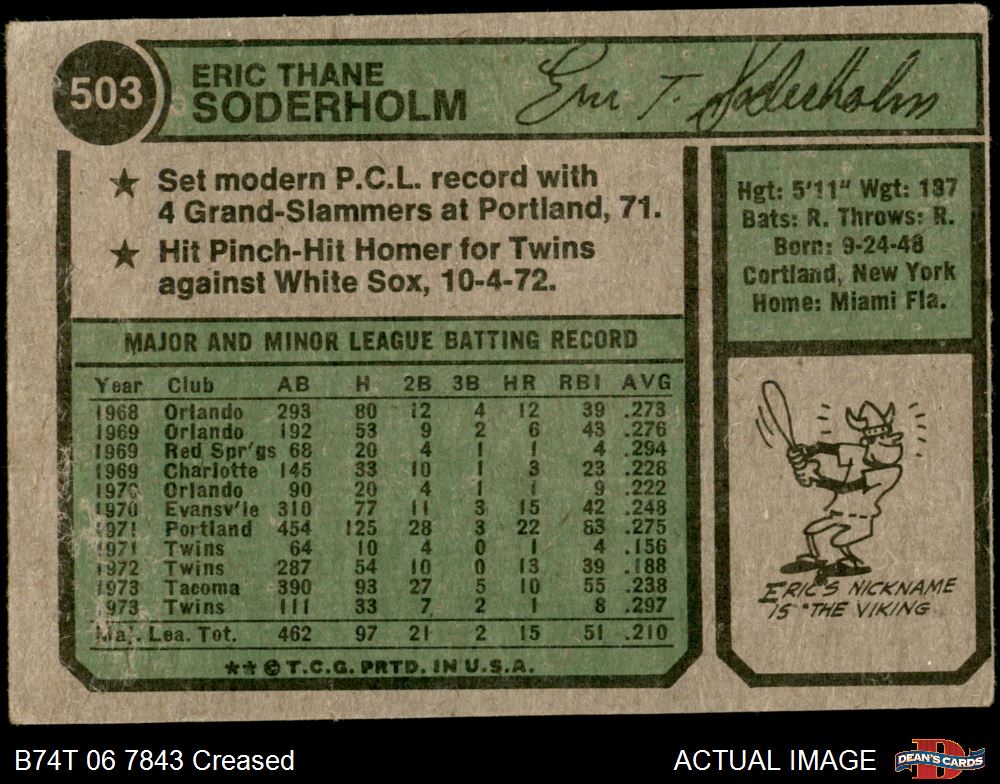 503
ERIC THANE
SODERHOLM
Eric T. Soderholm
★ Set modern P.C.L. record with
4 Grand-Slammers at Portland, 71.
★ Hit Pinch-Hit Homer for Twins
against White Sox, 10-4-72.
Hgt: 5'11" Wgt: 187
Bats: R. Throws: R.
Born: 9-24-48
Cortland, New York
Home: Miami Fla.
MAJOR AND MINOR LEAGUE BATTING RECORD
Year Club AB H 2B 3B HR RBI AVG
1968 Orlando 293 80 12 4 12 39 .273
1969 Orlando 192 53 9 2 6 43 .276
1969 Red Spr'gs 68 20 4 1 1 4 .294
1969 Charlotte 145 33 10 1 3 23 .228
1970 Orlando 90 20 4 1 1 9 .222
1970 Evansv'le 310 77 11 3 15 42 .248
1971 Portland 454 125 28 3 22 83 .275
1971 Twins 64 10 4 0 1 4 .156
1972 Twins 287 54 10 0 13 39 .188
1973 Tacoma 390 93 27 5 10 55 .238
1973 Twins 111 33 7 2 1 8 .297
Maj. Lea. Tot. 462 97 21 2 15 51 .210
★★©T.C.G. PRTD. IN U.S.A.
ERIC'S NICKNAME
IS "THE VIKING
B74T 06 7843 Creased
ACTUAL IMAGE
DEAN'S CARDS